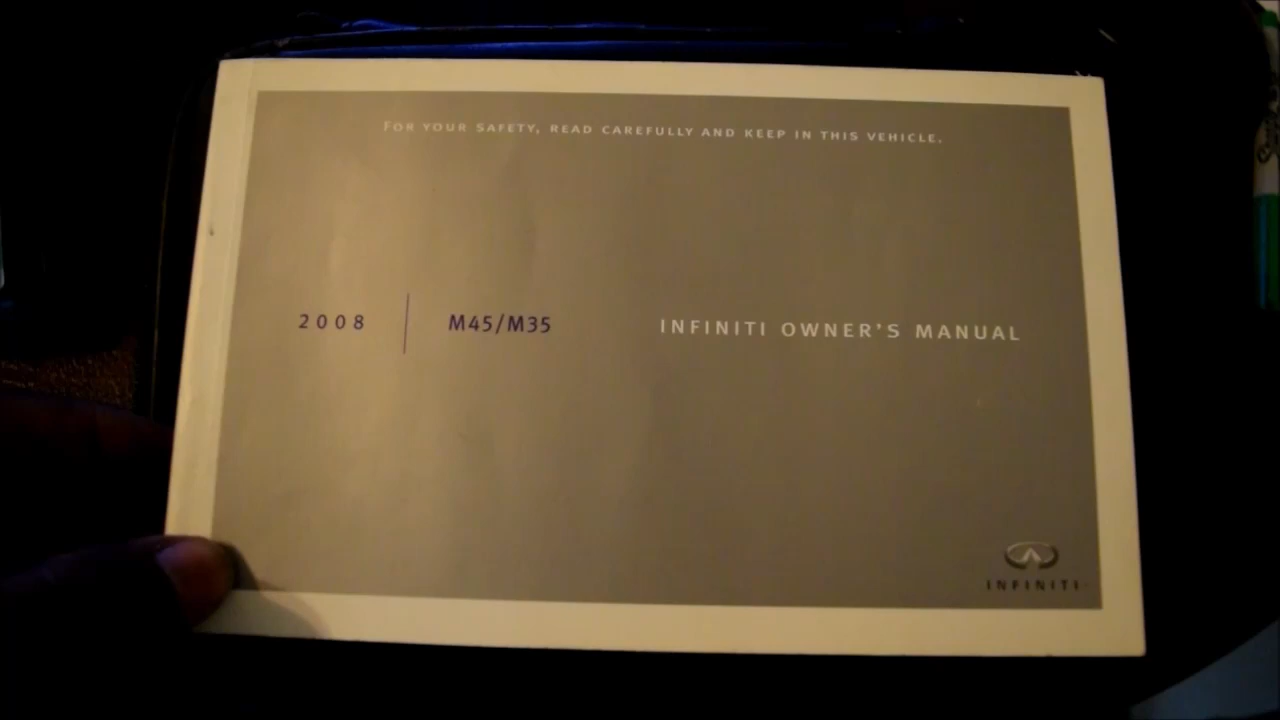 FOR YOUR SAFETY, READ CAREFULLY AND KEEP IN THIS VEHICLE.
2008 | M45/M35 INFINITI OWNER'S MANUAL
INFINITI